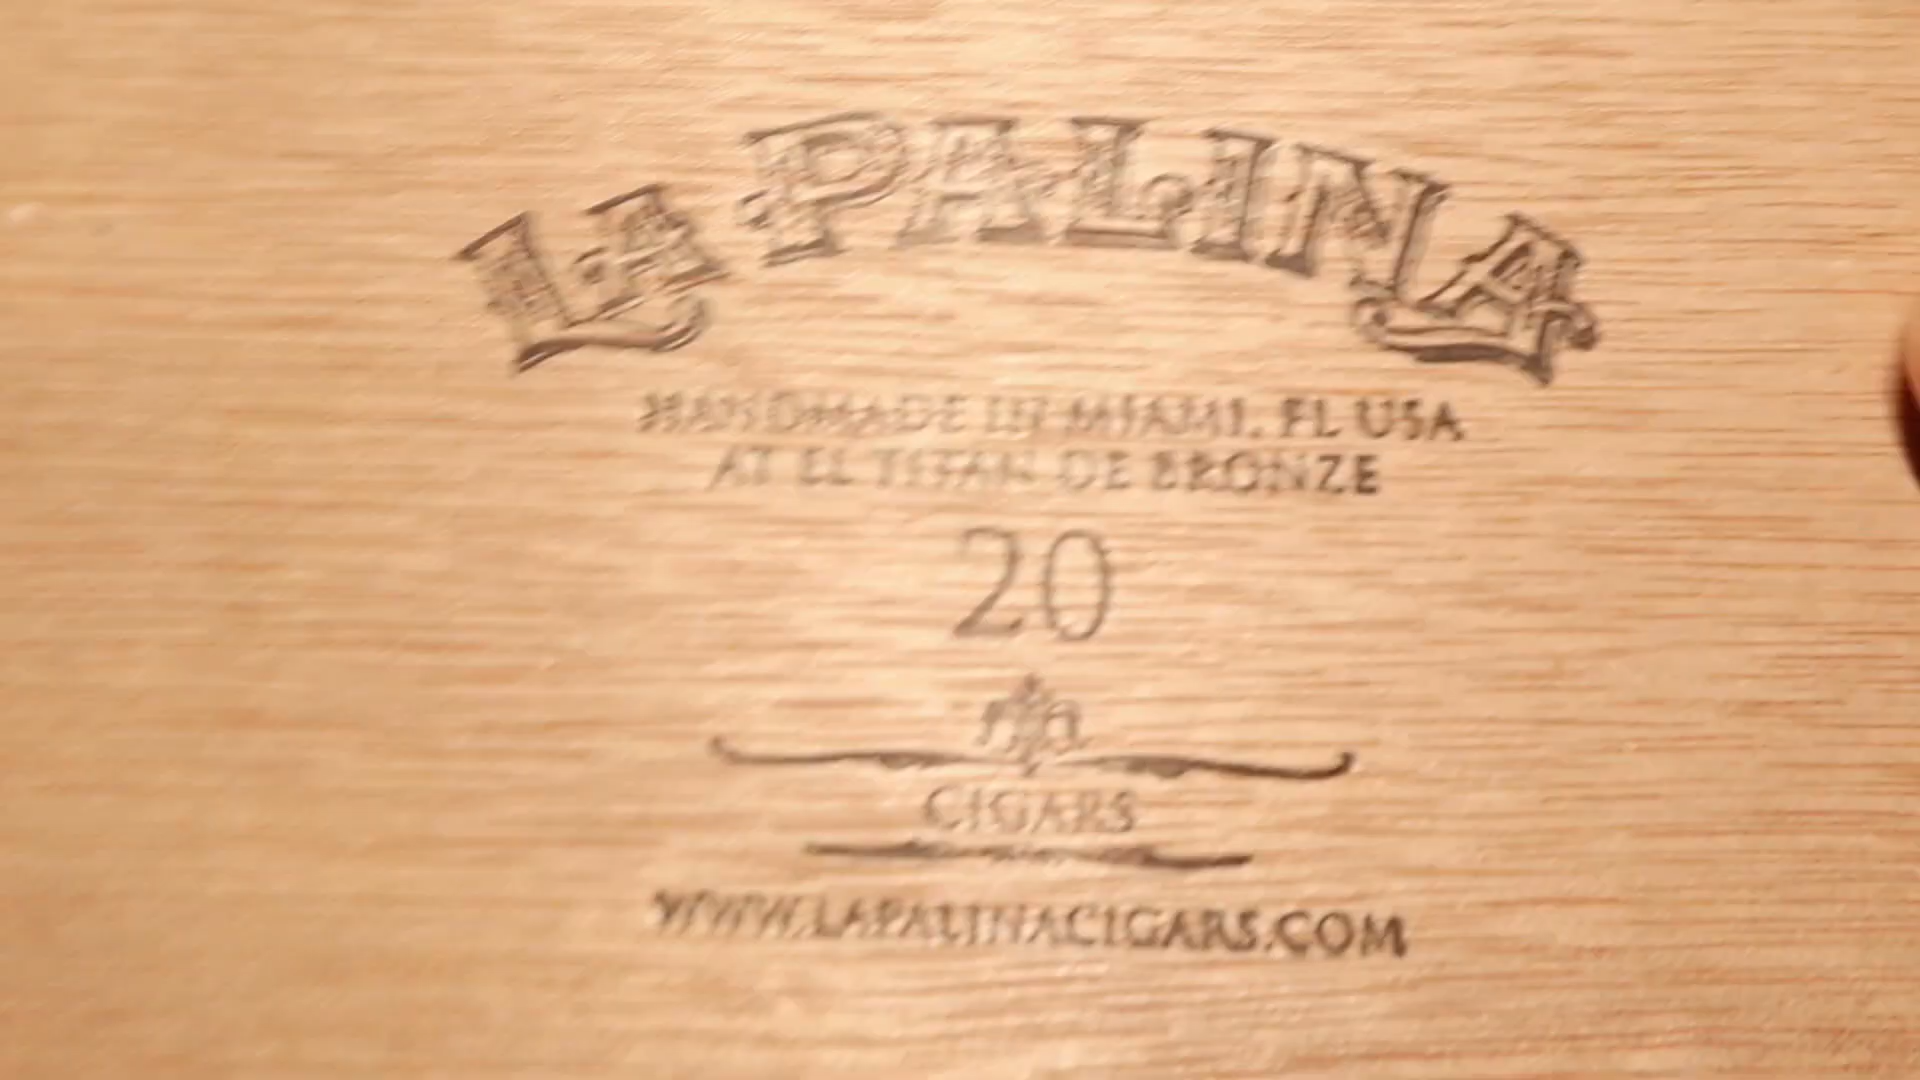 LA PALINA
HANDMADE IN MIAMI, FL USA
AT EL TITAN DE BRONZE
20
CIGARS
WWW.LAPALINACIGARS.COM